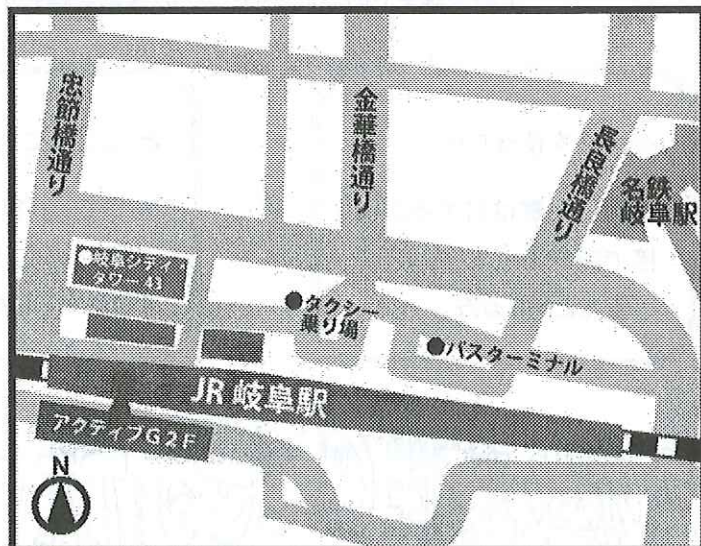 忠節橋通り
金華橋通り
長良橋通り
名鉄
岐阜駅
●岐阜シティ・
タワー43
●タクシー
乗り場
●バスターミナル
JR 岐阜駅
アクティブG2F
N